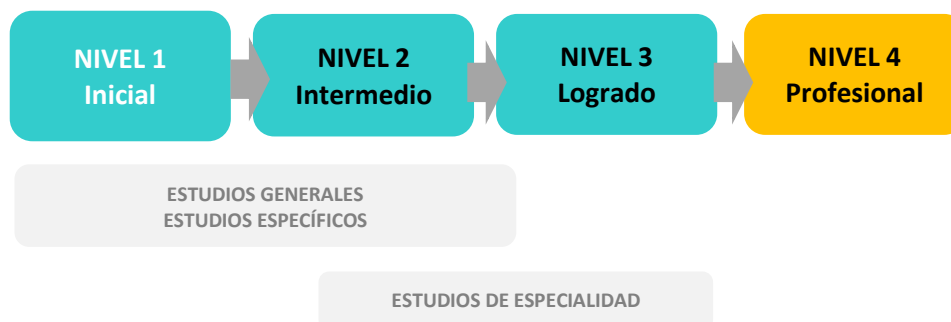 NIVEL 1
Inicial
NIVEL 2
Intermedio
NIVEL 3
Logrado
NIVEL 4
Profesional
ESTUDIOS GENERALES
ESTUDIOS ESPECÍFICOS
ESTUDIOS DE ESPECIALIDAD